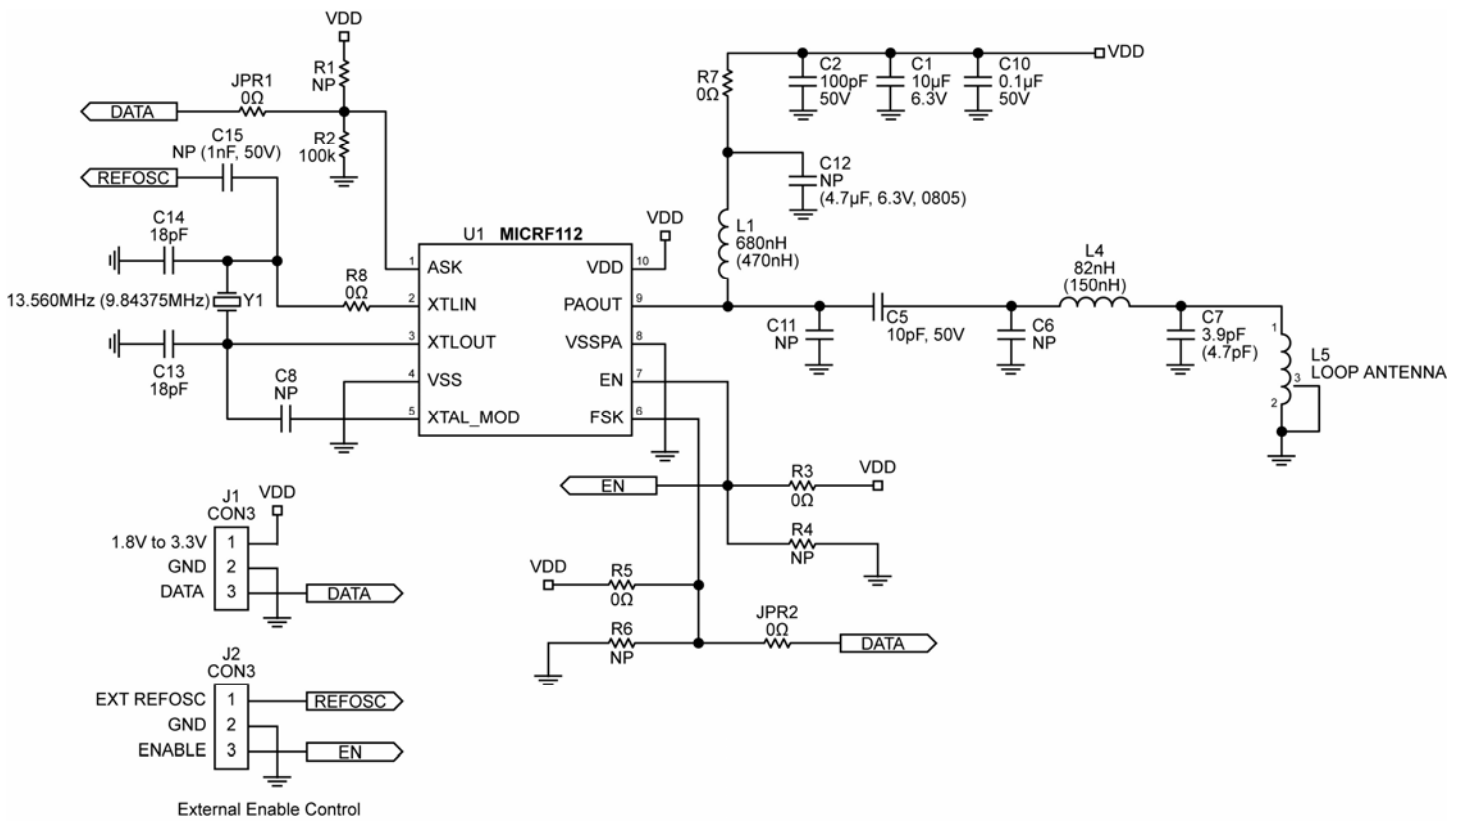 VDD
R1
NP
JPR1
0Ω
DATA
R2
100k
C15
NP (1nF, 50V)
REFOSC
C14
18pF
13.560MHz (9.84375MHz)
Y1
R8
0Ω
C13
18pF
C8
NP
U1 MICRF112
1 ASK
2 XTLIN
3 XTLOUT
4 VSS
5 XTAL_MOD
VDD 10
PAOUT 9
VSSPA 8
EN 7
FSK 6
VDD
R7
0Ω
C2
100pF
50V
C1
10µF
6.3V
C10
0.1µF
50V
VDD
C12
NP
(4.7µF, 6.3V, 0805)
L1
680nH
(470nH)
C11
NP
C5
10pF, 50V
C6
NP
L4
82nH
(150nH)
C7
3.9pF
(4.7pF)
1
L5
LOOP ANTENNA
3
2
EN
R3
0Ω
VDD
R4
NP
VDD
R5
0Ω
R6
NP
JPR2
0Ω
DATA
J1
CON3
VDD
1.8V to 3.3V 1
GND 2
DATA 3
DATA
J2
CON3
EXT REFOSC 1
REFOSC
GND 2
ENABLE 3
EN
External Enable Control